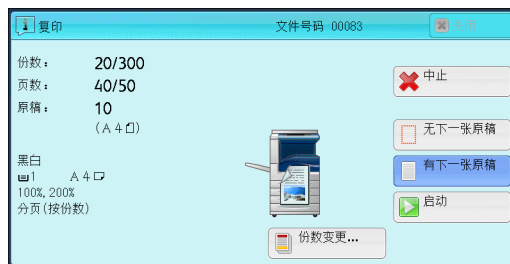 复印
文件号码 00083
关闭
份数: 20/300
页数: 40/50
原稿: 10
(A4)
黑白
1 A4
100%, 200%
分页(按份数)
中止
无下一张原稿
有下一张原稿
启动
份数变更...